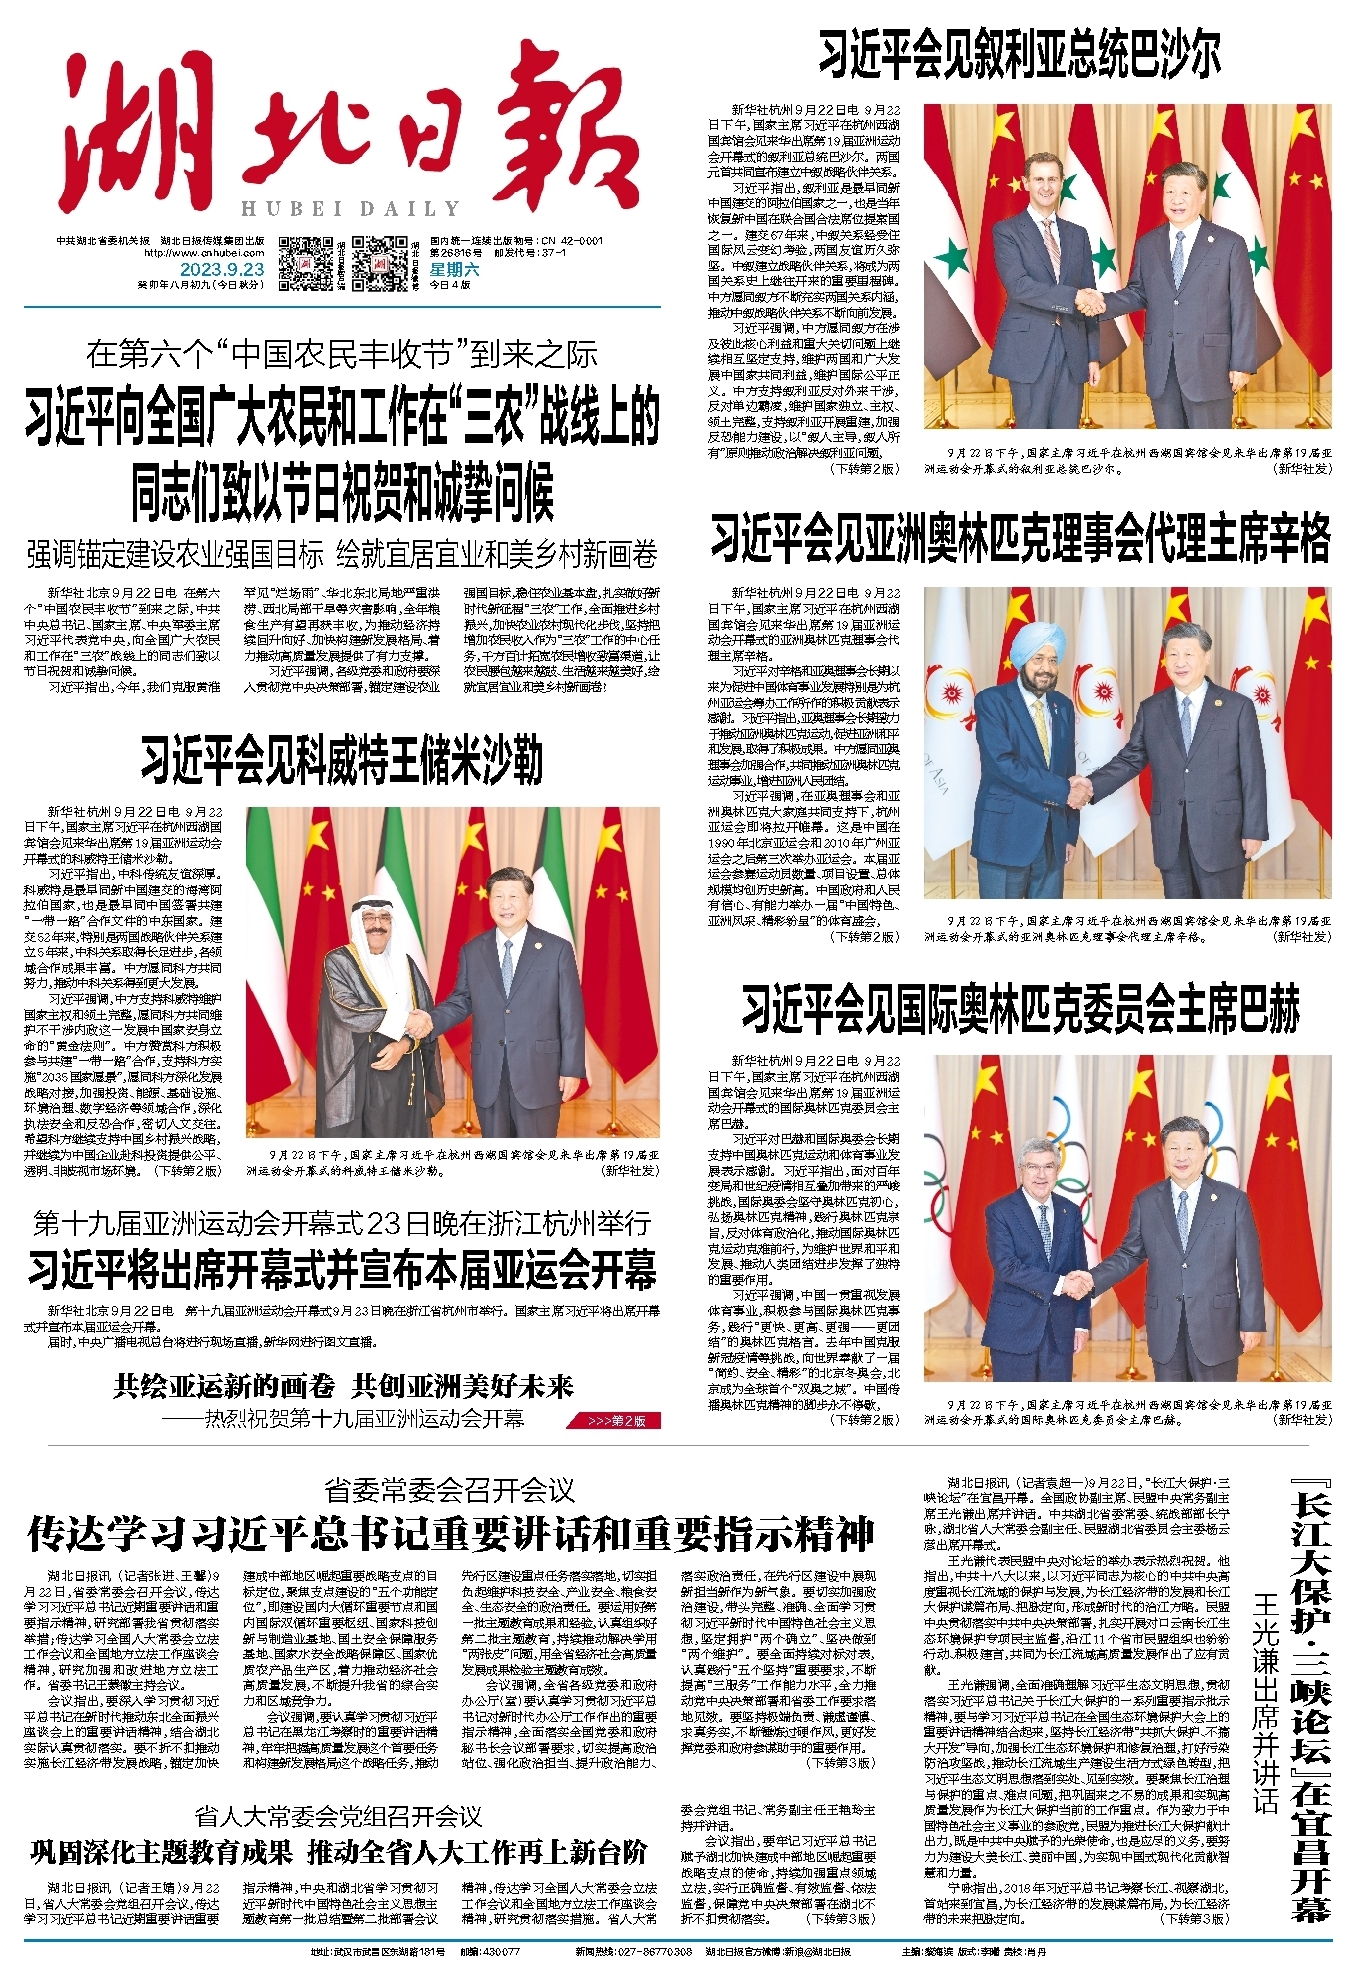 湖北日報
HUBEI DAILY
中共湖北省委机关报 湖北日报传媒集团出版
http://www.cnhubei.com
2023.9.23
癸卯年八月初九(今日秋分)
国内统一连续出版物号:CN 42-0001
第26816号 邮发代号:37-1
星期六
今日4版
在第六个“中国农民丰收节”到来之际
习近平向全国广大农民和工作在“三农”战线上的
同志们致以节日祝贺和诚挚问候
强调锚定建设农业强国目标 绘就宜居宜业和美乡村新画卷
新华社北京9月22日电 在第六
个“中国农民丰收节”到来之际,中共
中央总书记、国家主席、中央军委主席
习近平代表党中央,向全国广大农民
和工作在“三农”战线上的同志们致以
节日祝贺和诚挚问候。
习近平指出,今年,我们克服黄淮
罕见“烂场雨”、华北东北局地严重洪
涝、西北局部干旱等灾害影响,全年粮
食生产有望再获丰收,为推动经济持
续回升向好、加快构建新发展格局、着
力推动高质量发展提供了有力支撑。
习近平强调,各级党委和政府要深
入贯彻党中央决策部署,锚定建设农业
强国目标,稳住农业基本盘,扎实做好新
时代新征程“三农”工作,全面推进乡村
振兴,加快农业农村现代化步伐,坚持把
增加农民收入作为“三农”工作的中心任
务,千方百计拓宽农民增收致富渠道,让
农民腰包越来越鼓、生活越来越美好,绘
就宜居宜业和美乡村新画卷!
习近平会见科威特王储米沙勒
新华社杭州9月22日电 9月22
日下午,国家主席习近平在杭州西湖国
宾馆会见来华出席第19届亚洲运动会
开幕式的科威特王储米沙勒。
习近平指出,中科传统友谊深厚。
科威特是最早同新中国建交的海湾阿
拉伯国家,也是最早同中国签署共建
“一带一路”合作文件的中东国家。建
交52年来,特别是两国战略伙伴关系建
立5年来,中科关系取得长足进步,各领
域合作成果丰富。中方愿同科方共同
努力,推动中科关系得到更大发展。
习近平强调,中方支持科威特维护
国家主权和领土完整,愿同科方共同维
护不干涉内政这一发展中国家安身立
命的“黄金法则”。中方赞赏科方积极
参与共建“一带一路”合作,支持科方实
施“2035国家愿景”,愿同科方深化发展
战略对接,加强投资、能源、基础设施、
环境治理、数字经济等领域合作,深化
执法安全和反恐合作,密切人文交往。
希望科方继续支持中国乡村振兴战略,
并继续为中国企业赴科投资提供公平、
透明、非歧视市场环境。(下转第2版)
9月22日下午,国家主席习近平在杭州西湖国宾馆会见来华出席第19届亚
洲运动会开幕式的科威特王储米沙勒。 (新华社发)
第十九届亚洲运动会开幕式23日晚在浙江杭州举行
习近平将出席开幕式并宣布本届亚运会开幕
新华社北京9月22日电 第十九届亚洲运动会开幕式9月23日晚在浙江省杭州市举行。国家主席习近平将出席开幕
式并宣布本届亚运会开幕。
届时,中央广播电视总台将进行现场直播,新华网进行图文直播。
共绘亚运新的画卷 共创亚洲美好未来
——热烈祝贺第十九届亚洲运动会开幕
>>>第2版
习近平会见叙利亚总统巴沙尔
新华社杭州9月22日电 9月22
日下午,国家主席习近平在杭州西湖
国宾馆会见来华出席第19届亚洲运动
会开幕式的叙利亚总统巴沙尔。两国
元首共同宣布建立中叙战略伙伴关系。
习近平指出,叙利亚是最早同新
中国建交的阿拉伯国家之一,也是当年
恢复新中国在联合国合法席位提案国
之一。建交67年来,中叙关系经受住
国际风云变幻考验,两国友谊历久弥
坚。中叙建立战略伙伴关系,将成为两
国关系史上继往开来的重要里程碑。
中方愿同叙方不断充实两国关系内涵,
推动中叙战略伙伴关系不断向前发展。
习近平强调,中方愿同叙方在涉
及彼此核心利益和重大关切问题上继
续相互坚定支持,维护两国和广大发
展中国家共同利益,维护国际公平正
义。中方支持叙利亚反对外来干涉,
反对单边霸凌,维护国家独立、主权、
领土完整,支持叙利亚开展重建,加强
反恐能力建设,以“叙人主导,叙人所
有”原则推动政治解决叙利亚问题,
(下转第2版)
9月22日下午,国家主席习近平在杭州西湖国宾馆会见来华出席第19届亚
洲运动会开幕式的叙利亚总统巴沙尔。 (新华社发)
习近平会见亚洲奥林匹克理事会代理主席辛格
新华社杭州9月22日电 9月22
日下午,国家主席习近平在杭州西湖
国宾馆会见来华出席第19届亚洲运
动会开幕式的亚洲奥林匹克理事会代
理主席辛格。
习近平对辛格和亚奥理事会长期以
来为促进中国体育事业发展特别是为杭
州亚运会筹办工作所作的积极贡献表示
感谢。习近平指出,亚奥理事会长期致力
于推动亚洲奥林匹克运动,促进亚洲和平
和发展,取得了积极成果。中方愿同亚奥
理事会加强合作,共同推动亚洲奥林匹克
运动事业,增进亚洲人民团结。
习近平强调,在亚奥理事会和亚
洲奥林匹克大家庭共同支持下,杭州
亚运会即将拉开帷幕。这是中国在
1990年北京亚运会和2010年广州亚
运会之后第三次举办亚运会。本届亚
运会参赛运动员数量、项目设置、总体
规模均创历史新高。中国政府和人民
有信心、有能力举办一届“中国特色、
亚洲风采、精彩纷呈”的体育盛会,
(下转第2版)
9月22日下午,国家主席习近平在杭州西湖国宾馆会见来华出席第19届亚
洲运动会开幕式的亚洲奥林匹克理事会代理主席辛格。 (新华社发)
习近平会见国际奥林匹克委员会主席巴赫
新华社杭州9月22日电 9月22
日下午,国家主席习近平在杭州西湖
国宾馆会见来华出席第19届亚洲运
动会开幕式的国际奥林匹克委员会主
席巴赫。
习近平对巴赫和国际奥委会长期
支持中国奥林匹克运动和体育事业发
展表示感谢。习近平指出,面对百年
变局和世纪疫情相互叠加带来的严峻
挑战,国际奥委会坚守奥林匹克初心,
弘扬奥林匹克精神,践行奥林匹克宗
旨,反对体育政治化,推动国际奥林匹
克运动克难前行,为维护世界和平和
发展、推动人类团结进步发挥了独特
的重要作用。
习近平强调,中国一贯重视发展
体育事业,积极参与国际奥林匹克事
务,践行“更快、更高、更强——更团
结”的奥林匹克格言。去年中国克服
新冠疫情等挑战,向世界奉献了一届
“简约、安全、精彩”的北京冬奥会,北
京成为全球首个“双奥之城”。中国传
播奥林匹克精神的脚步永不停歇,
(下转第2版)
9月22日下午,国家主席习近平在杭州西湖国宾馆会见来华出席第19届亚
洲运动会开幕式的国际奥林匹克委员会主席巴赫。 (新华社发)
省委常委会召开会议
传达学习习近平总书记重要讲话和重要指示精神
湖北日报讯 (记者张进、王馨)9
月22日,省委常委会召开会议,传达
学习习近平总书记近期重要讲话和重
要指示精神,研究部署我省贯彻落实
举措;传达学习全国人大常委会立法
工作会议和全国地方立法工作座谈会
精神,研究加强和改进地方立法工
作。省委书记王蒙徽主持会议。
会议指出,要深入学习贯彻习近
平总书记在新时代推动东北全面振兴
座谈会上的重要讲话精神,结合湖北
实际认真贯彻落实。要不折不扣推动
实施长江经济带发展战略,锚定加快
建成中部地区崛起重要战略支点的目
标定位,聚焦支点建设的“五个功能定
位”,即建设国内大循环重要节点和国
内国际双循环重要枢纽、国家科技创
新与制造业基地、国土安全保障服务
基地、国家水安全战略保障区、国家优
质农产品生产区,着力推动经济社会
高质量发展,不断提升我省的综合实
力和区域竞争力。
会议强调,要认真学习贯彻习近平
总书记在黑龙江考察时的重要讲话精
神,牢牢把握高质量发展这个首要任务
和构建新发展格局这个战略任务,推动
先行区建设重点任务落实落地,切实担
负起维护科技安全、产业安全、粮食安
全、生态安全的政治责任。要运用好第
一批主题教育成果和经验,认真组织好
第二批主题教育,持续推动解决学用
“两张皮”问题,用全省经济社会高质量
发展成果检验主题教育成效。
会议强调,全省各级党委和政府
办公厅(室)要认真学习贯彻习近平总
书记对新时代办公厅工作作出的重要
指示精神,全面落实全国党委和政府
秘书长会议部署要求,切实提高政治
站位、强化政治担当、提升政治能力、
落实政治责任,在先行区建设中展现
新担当新作为新气象。要切实加强政
治建设,带头完整、准确、全面学习贯
彻习近平新时代中国特色社会主义思
想,坚定拥护“两个确立”、坚决做到
“两个维护”。要全面持续对标对表,
认真践行“五个坚持”重要要求,不断
提高“三服务”工作能力水平,全力推
动党中央决策部署和省委工作要求落
地见效。要坚持极端负责、谦虚谨慎、
求真务实,不断锤炼过硬作风,更好发
挥党委和政府参谋助手的重要作用。
(下转第3版)
省人大常委会党组召开会议
巩固深化主题教育成果 推动全省人大工作再上新台阶
湖北日报讯 (记者王婧)9月22
日,省人大常委会党组召开会议,传达
学习习近平总书记近期重要讲话重要
指示精神,中央和湖北省学习贯彻习
近平新时代中国特色社会主义思想主
题教育第一批总结暨第二批部署会议
精神,传达学习全国人大常委会立法
工作会议和全国地方立法工作座谈会
精神,研究贯彻落实措施。省人大常
委会党组书记、常务副主任王艳玲主
持并讲话。
会议指出,要牢记习近平总书记
赋予湖北加快建成中部地区崛起重要
战略支点的使命,持续加强重点领域
立法,实行正确监督、有效监督、依法
监督,保障党中央决策部署在湖北不
折不扣贯彻落实。 (下转第3版)
『长江大保护·三峡论坛』在宜昌开幕
王光谦出席并讲话
湖北日报讯 (记者袁超一)9月22日,“长江大保护·三
峡论坛”在宜昌开幕。全国政协副主席、民盟中央常务副主
席王光谦出席并讲话。中共湖北省委常委、统战部部长宁
咏,湖北省人大常委会副主任、民盟湖北省委员会主委杨云
彦出席开幕式。
王光谦代表民盟中央对论坛的举办表示热烈祝贺。他
指出,中共十八大以来,以习近平同志为核心的中共中央高
度重视长江流域的保护与发展,为长江经济带的发展和长江
大保护谋篇布局、把脉定向,形成新时代的治江方略。民盟
中央贯彻落实中共中央决策部署,扎实开展对口云南长江生
态环境保护专项民主监督,沿江11个省市民盟组织也纷纷
行动、积极建言,共同为长江流域高质量发展作出了应有贡
献。
王光谦强调,全面准确理解习近平生态文明思想,贯彻
落实习近平总书记关于长江大保护的一系列重要指示批示
精神,要与学习习近平总书记在全国生态环境保护大会上的
重要讲话精神结合起来,坚持长江经济带“共抓大保护、不搞
大开发”导向,加强长江生态环境保护和修复治理,打好污染
防治攻坚战,推动长江流域生产建设生活方式绿色转型,把
习近平生态文明思想落到实处、见到实效。要聚焦长江治理
与保护的重点、难点问题,把巩固来之不易的成果和实现高
质量发展作为长江大保护当前的工作重点。作为致力于中
国特色社会主义事业的参政党,民盟为推进长江大保护献计
出力,既是中共中央赋予的光荣使命,也是应尽的义务,要努
力为建设大美长江、美丽中国,为实现中国式现代化贡献智
慧和力量。
宁咏指出,2018年习近平总书记考察长江、视察湖北,
首站来到宜昌,为长江经济带的发展谋篇布局,为长江经济
带的未来把脉定向。 (下转第3版)
地址:武汉市武昌区东湖路181号 邮编:430077 新闻热线:027-86770308 湖北日报官方微博:新浪@湖北日报